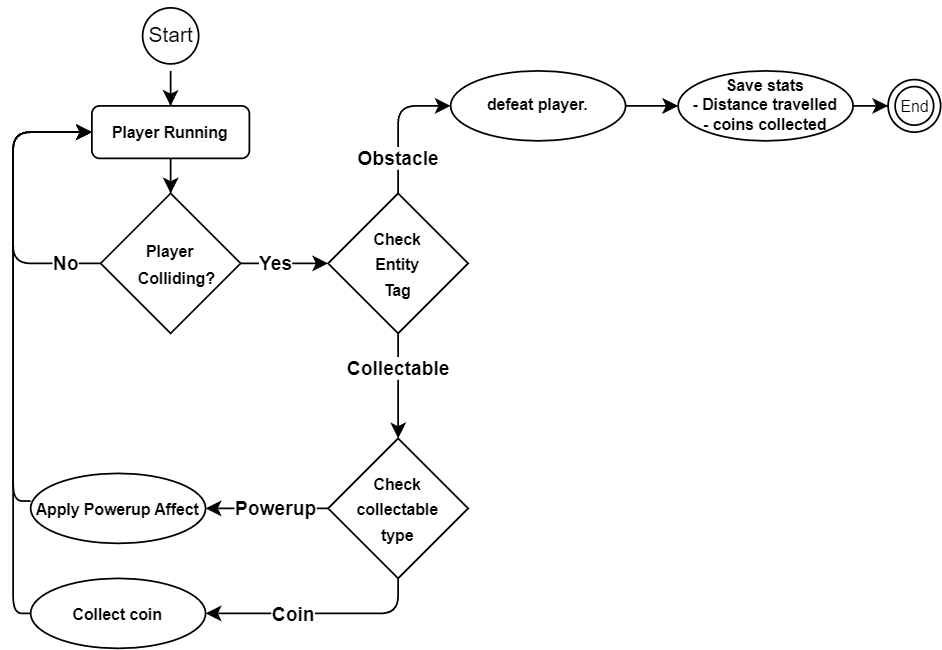 Start
Player Running
Player
Colliding?
No
Yes
Check
Entity
Tag
Obstacle
defeat player.
Save stats
- Distance travelled
- coins collected
End
Collectable
Check
collectable
type
Powerup
Apply Powerup Affect
Coin
Collect coin